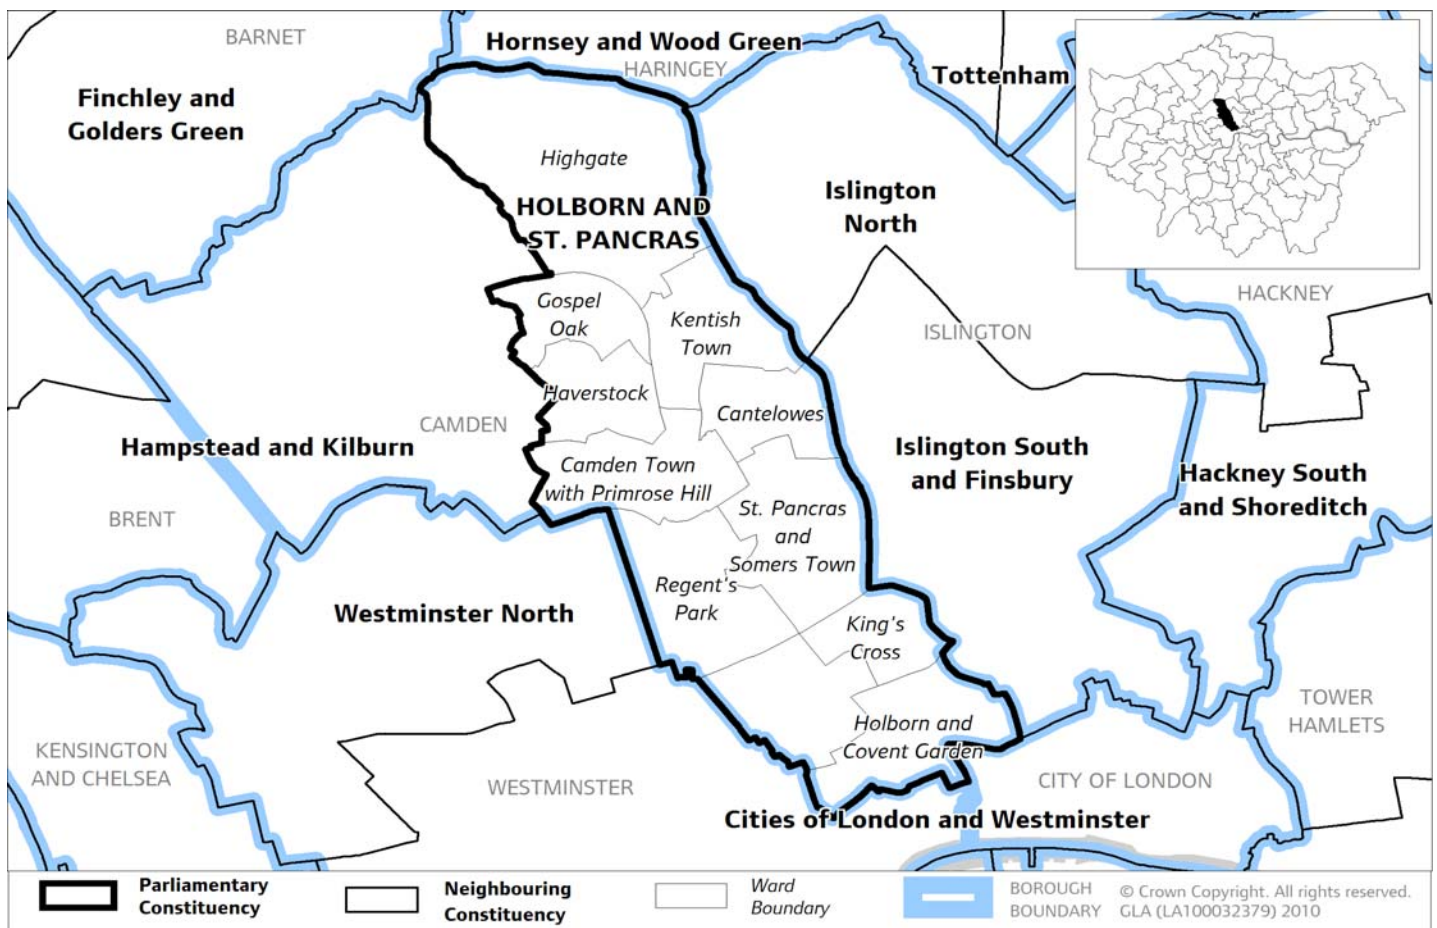 BARNET
Hornsey and Wood Green
HARINGEY
Tottenham
Finchley and
Golders Green
Highgate
Islington
North
HOLBORN AND
ST. PANCRAS
HACKNEY
Gospel
Oak
Kentish
Town
ISLINGTON
Haverstock
Cantelowes
CAMDEN
Hampstead and Kilburn
Islington South
and Finsbury
Camden Town
with Primrose Hill
Hackney South
and Shoreditch
BRENT
St. Pancras
and
Somers Town
Regent's
Park
Westminster North
King's
Cross
TOWER
HAMLETS
Holborn and
Covent Garden
KENSINGTON
AND CHELSEA
WESTMINSTER
CITY OF LONDON
Cities of London and Westminster
Parliamentary
Constituency
Neighbouring
Constituency
Ward
Boundary
BOROUGH
BOUNDARY
© Crown Copyright. All rights reserved.
GLA (LA100032379) 2010